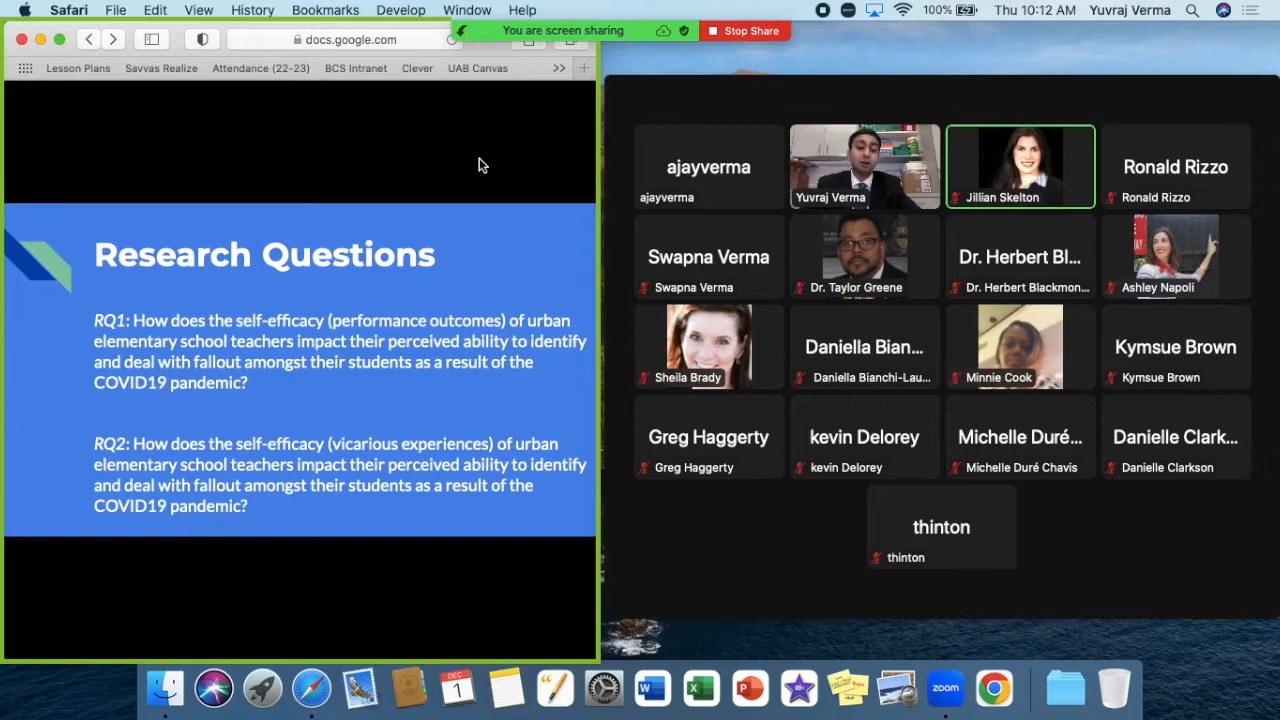 Safari File Edit View History Bookmarks Develop Window Help
100% Thu 10:12 AM Yuvraj Verma
You are screen sharing
Stop Share
docs.google.com
Lesson Plans Savvas Realize Attendance (22-23) BCS Intranet Clever UAB Canvas >>
Research Questions
RQ1: How does the self-efficacy (performance outcomes) of urban
elementary school teachers impact their perceived ability to identify
and deal with fallout amongst their students as a result of the
COVID19 pandemic?
RQ2: How does the self-efficacy (vicarious experiences) of urban
elementary school teachers impact their perceived ability to identify
and deal with fallout amongst their students as a result of the
COVID19 pandemic?
ajayverma
ajayverma
Yuvraj Verma
Jillian Skelton
Ronald Rizzo
Ronald Rizzo
Swapna Verma
Swapna Verma
Dr. Taylor Greene
Dr. Herbert Bl...
Dr. Herbert Blackmon...
Ashley Napoli
Sheila Brady
Daniella Bian...
Daniella Bianchi-Lau...
Minnie Cook
Kymsue Brown
Kymsue Brown
Greg Haggerty
Greg Haggerty
kevin Delorey
kevin Delorey
Michelle Duré...
Michelle Duré Chavis
Danielle Clark...
Danielle Clarkson
thinton
thinton
DEC
1
zoom